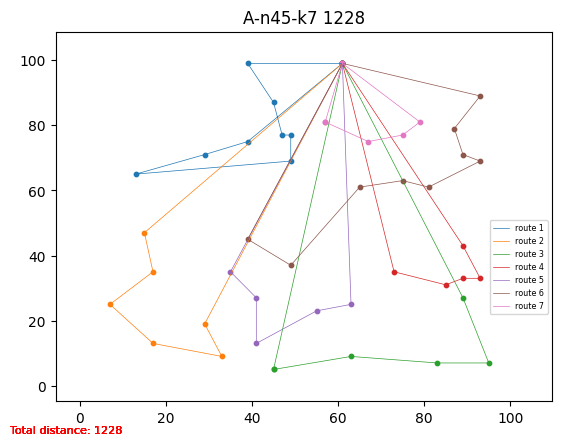 A-n45-k7 1228
100
80
60
40
20
0
route 1
route 2
route 3
route 4
route 5
route 6
route 7
0 20 40 60 80 100
Total distance: 1228